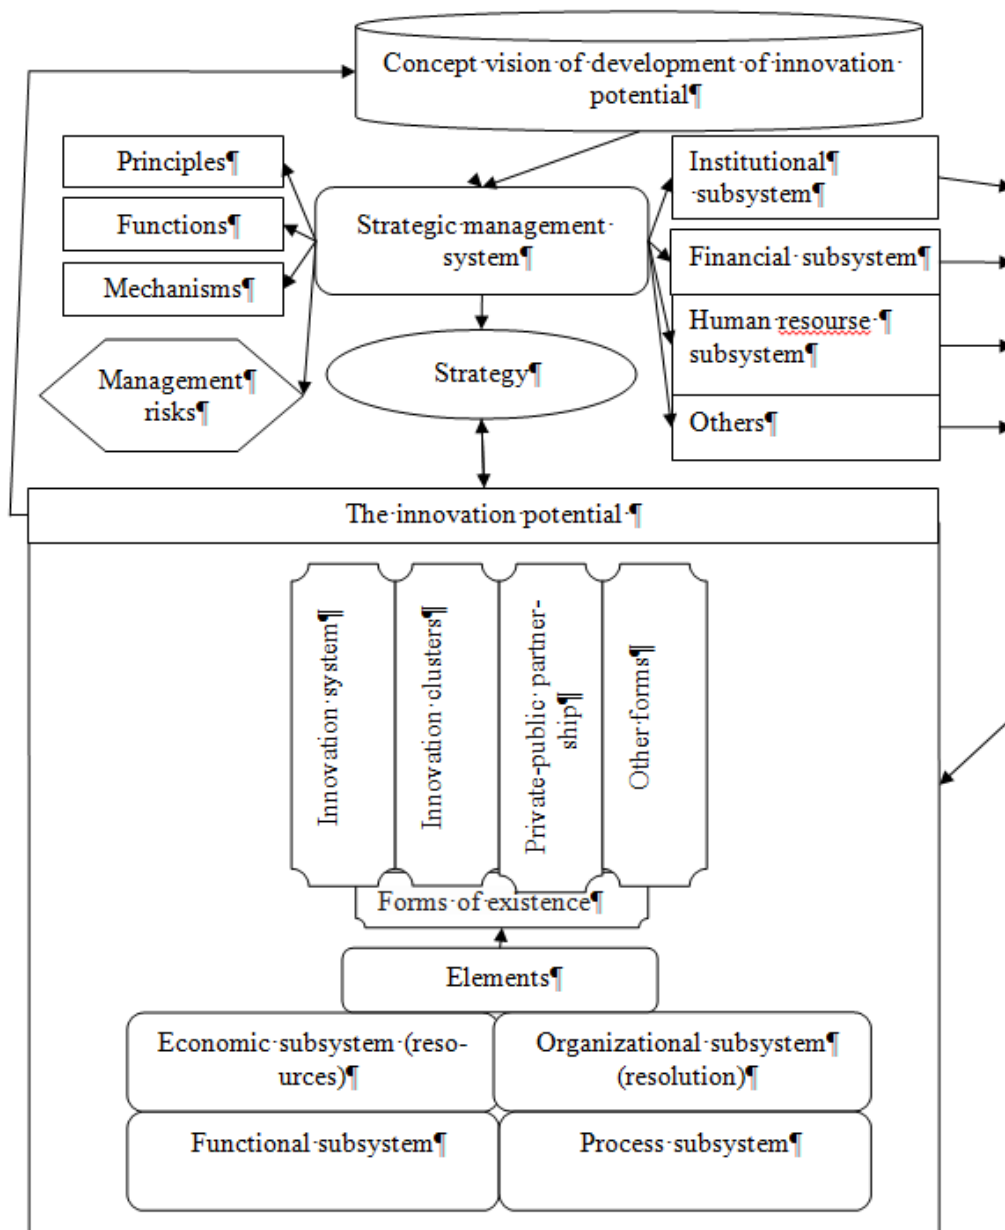 Concept vision of development of innovation
potential¶
Principles¶
Institutional¶
subsystem¶
Functions¶
Strategic management
system¶
Financial subsystem¶
Mechanisms¶
Human resourse ¶
subsystem¶
Management¶
risks¶
Strategy¶
Others¶
The innovation potential ¶
Innovation system¶
Innovation clusters¶
Private-public partner-
ship¶
Other forms¶
Forms of existence¶
Elements¶
Economic subsystem (reso-
urces)¶
Organizational subsystem¶
(resolution)¶
Functional subsystem¶
Process subsystem¶